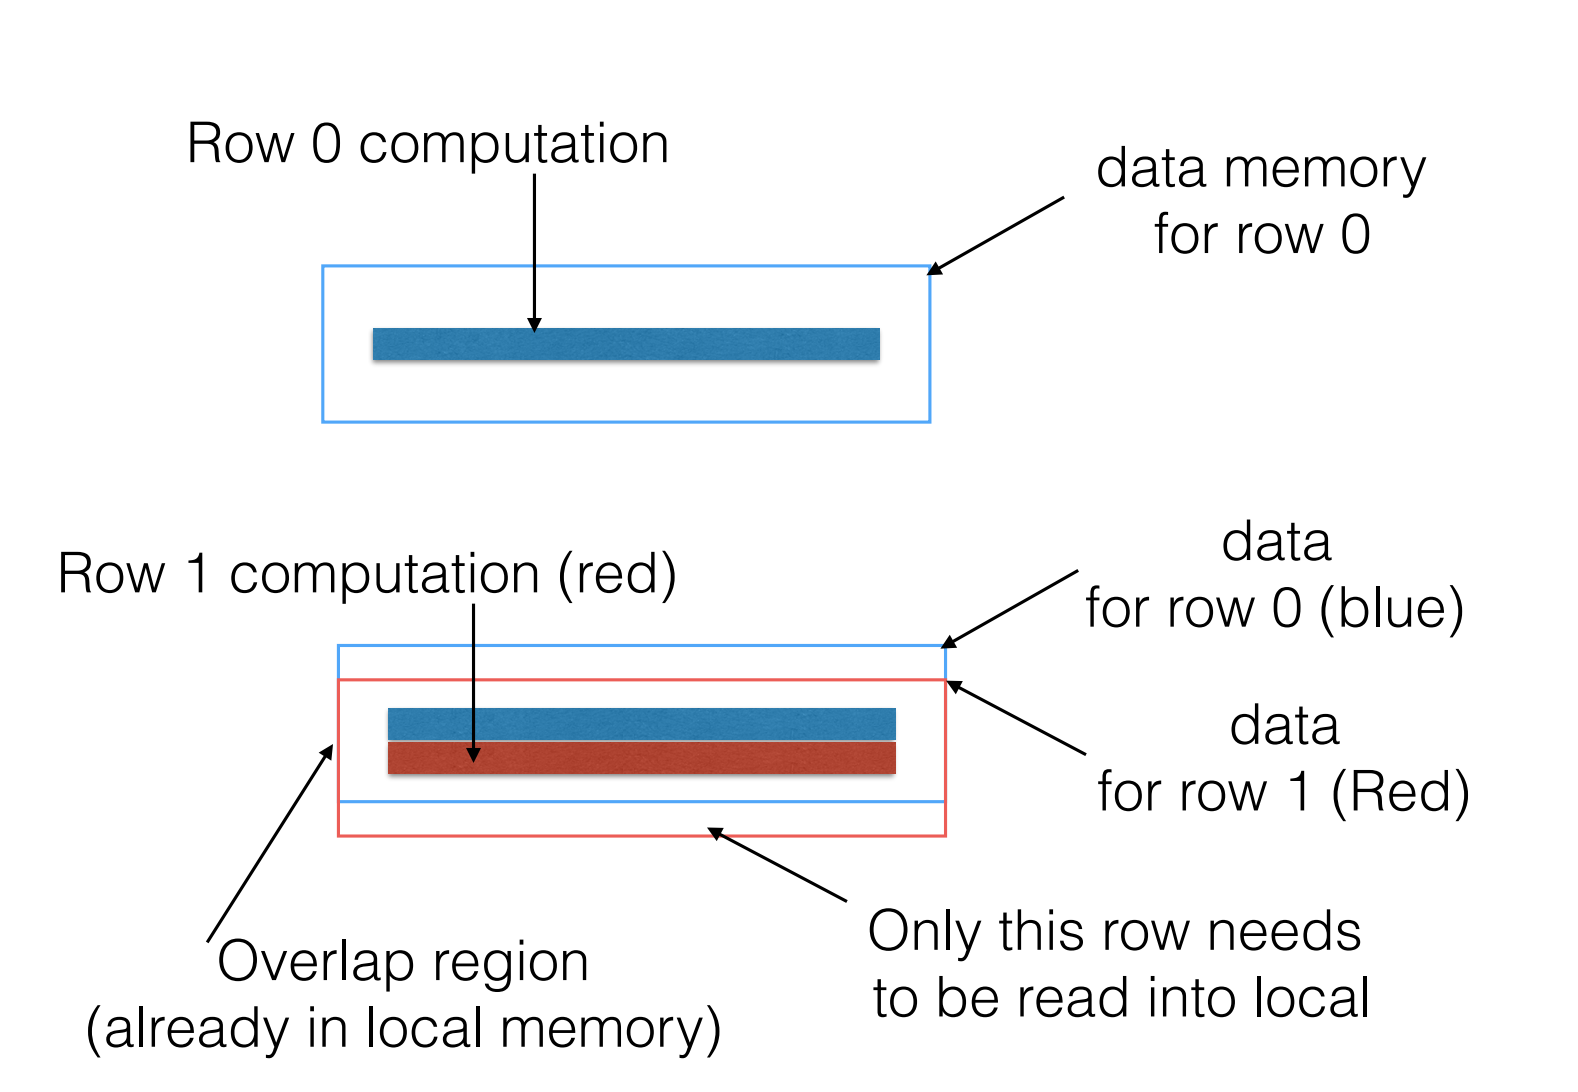 Row 0 computation
data memory
for row 0
Row 1 computation (red)
data
for row 0 (blue)
data
for row 1 (Red)
Only this row needs
to be read into local
Overlap region
(already in local memory)